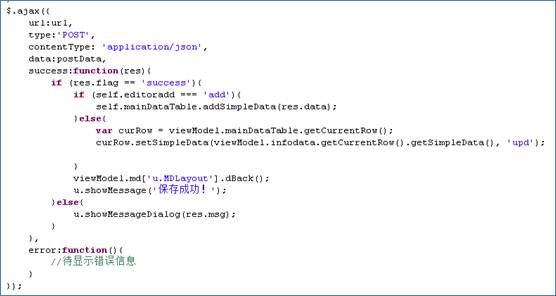 $.ajax({
url:url,
type:'POST',
contentType: 'application/json',
data:postData,
success:function(res){
if (res.flag == 'success'){
if (self.editoradd === 'add'){
self.mainDataTable.addSimpleData(res.data);
}else{
var curRow = viewModel.mainDataTable.getCurrentRow();
curRow.setSimpleData(viewModel.infodata.getCurrentRow().getSimpleData(), 'upd');
}
viewModel.md['u.MDLayout'].dBack();
u.showMessage('保存成功！');
}else{
u.showMessageDialog(res.msg);
}
},
error:function(){
//待显示错误信息
}
});